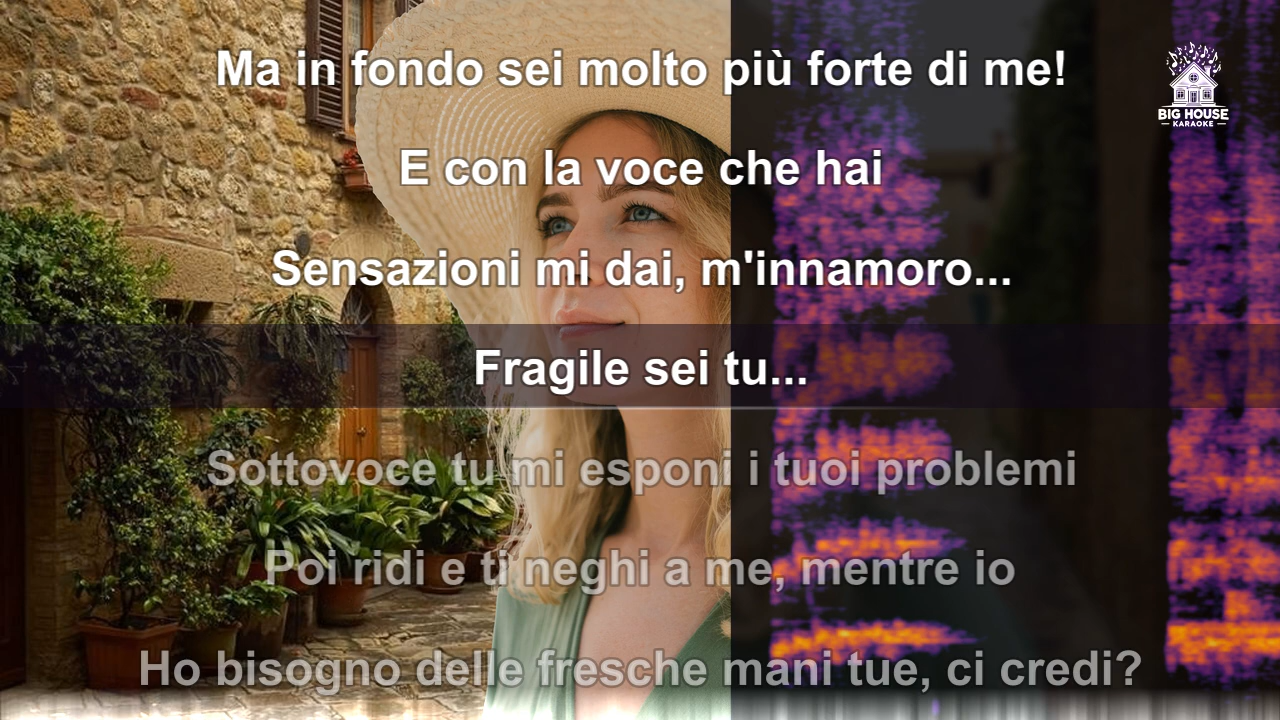 Ma in fondo sei molto più forte di me!
BIG HOUSE
KARAOKE
E con la voce che hai
Sensazioni mi dai, m'innamoro...
Fragile sei tu...
Sottovoce tu mi esponi i tuoi problemi
Poi ridi e ti neghi a me, mentre io
Ho bisogno delle fresche mani tue, ci credi?